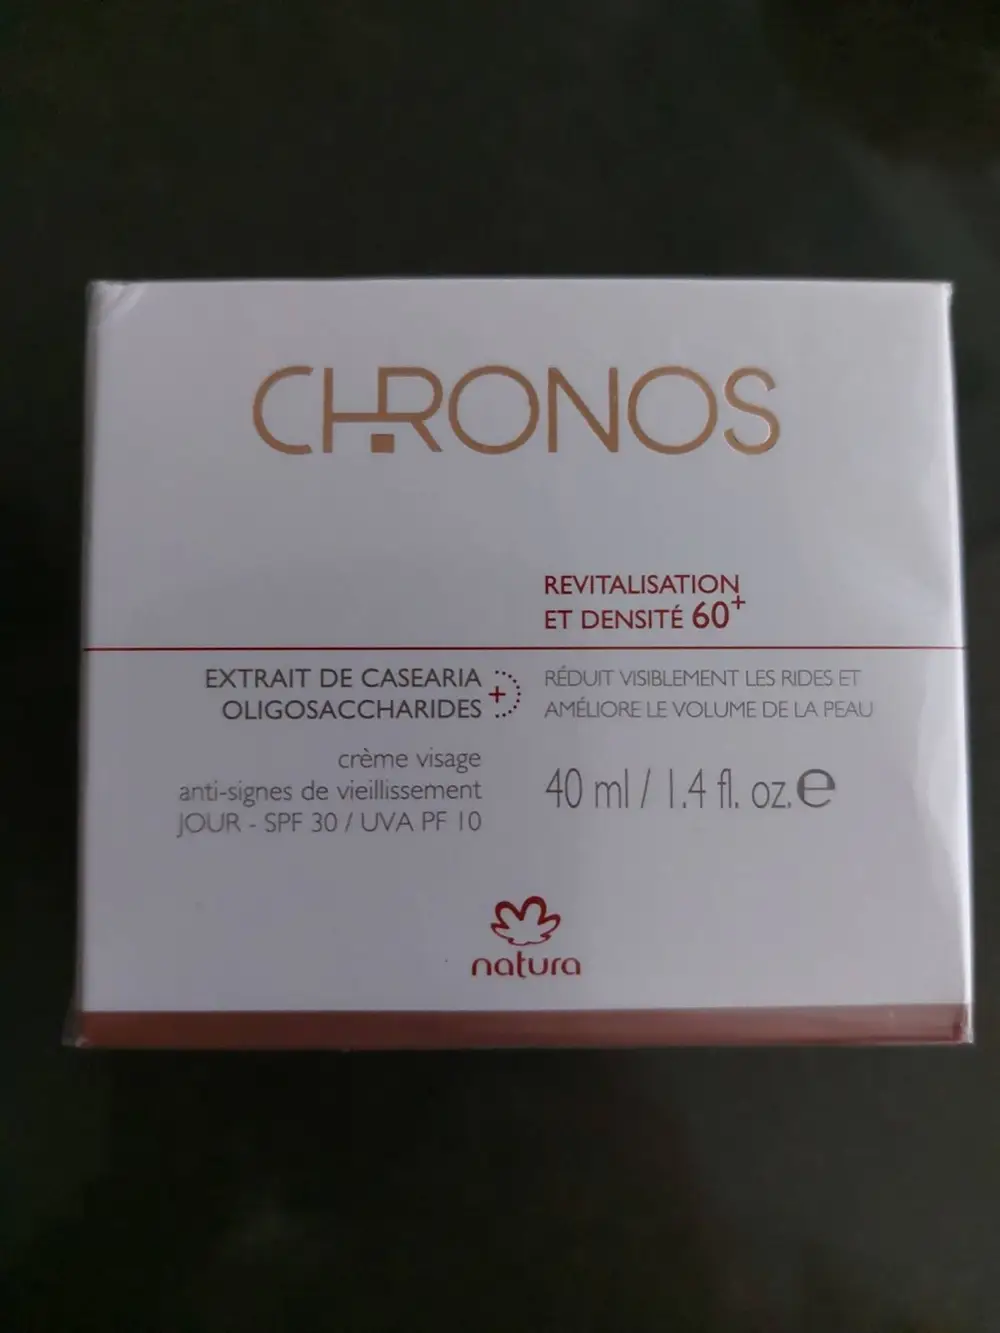 CHRONOS
REVITALISATION
ET DENSITÉ 60+
EXTRAIT DE CASEARIA
OLIGOSACCHARIDES
+
RÉDUIT VISIBLEMENT LES RIDES ET
AMÉLIORE LE VOLUME DE LA PEAU
crème visage
anti-signes de vieillissement
JOUR - SPF 30 / UVA PF 10
40 ml / 1.4 fl. oz. ℮
natura